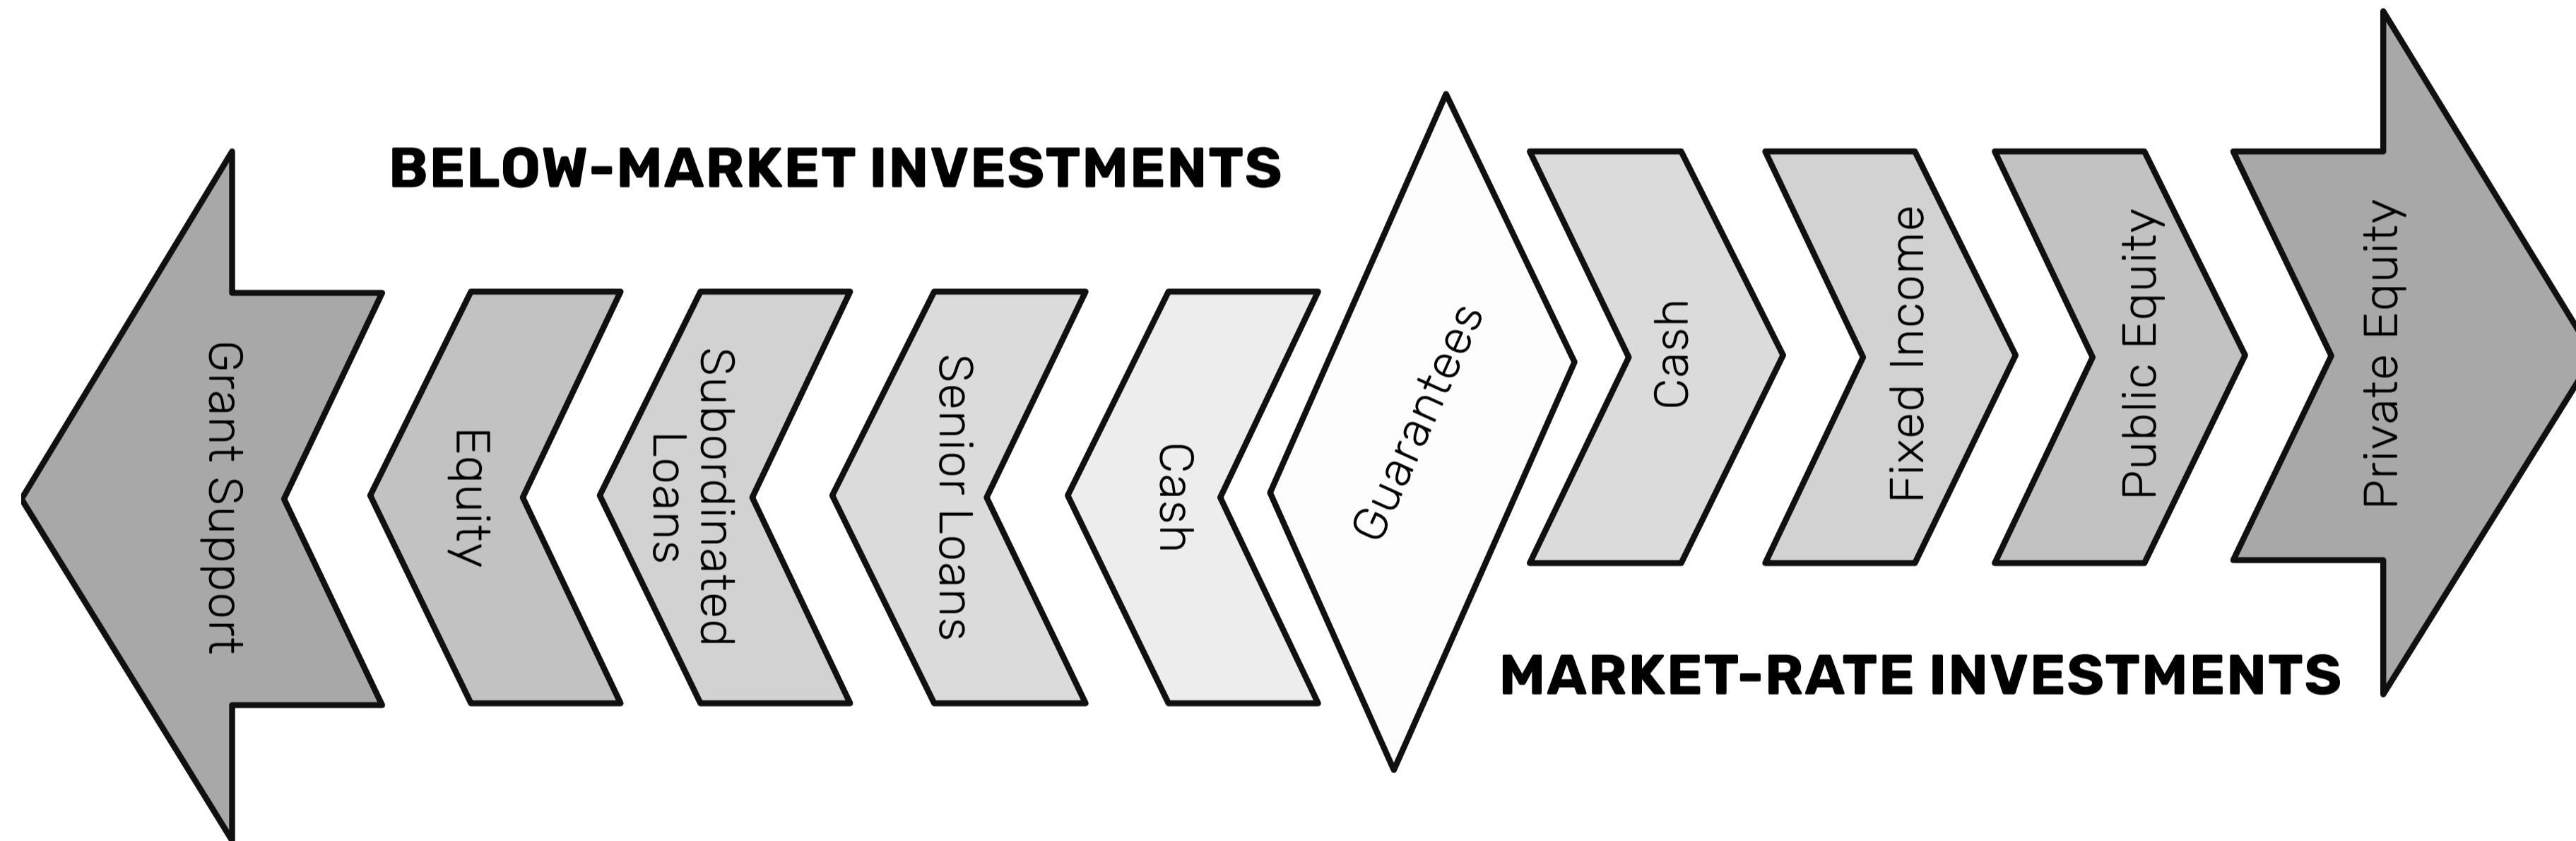 BELOW-MARKET INVESTMENTS
Grant Support
Equity
Subordinated
Loans
Senior Loans
Cash
Guarantees
Cash
Fixed Income
Public Equity
Private Equity
MARKET-RATE INVESTMENTS